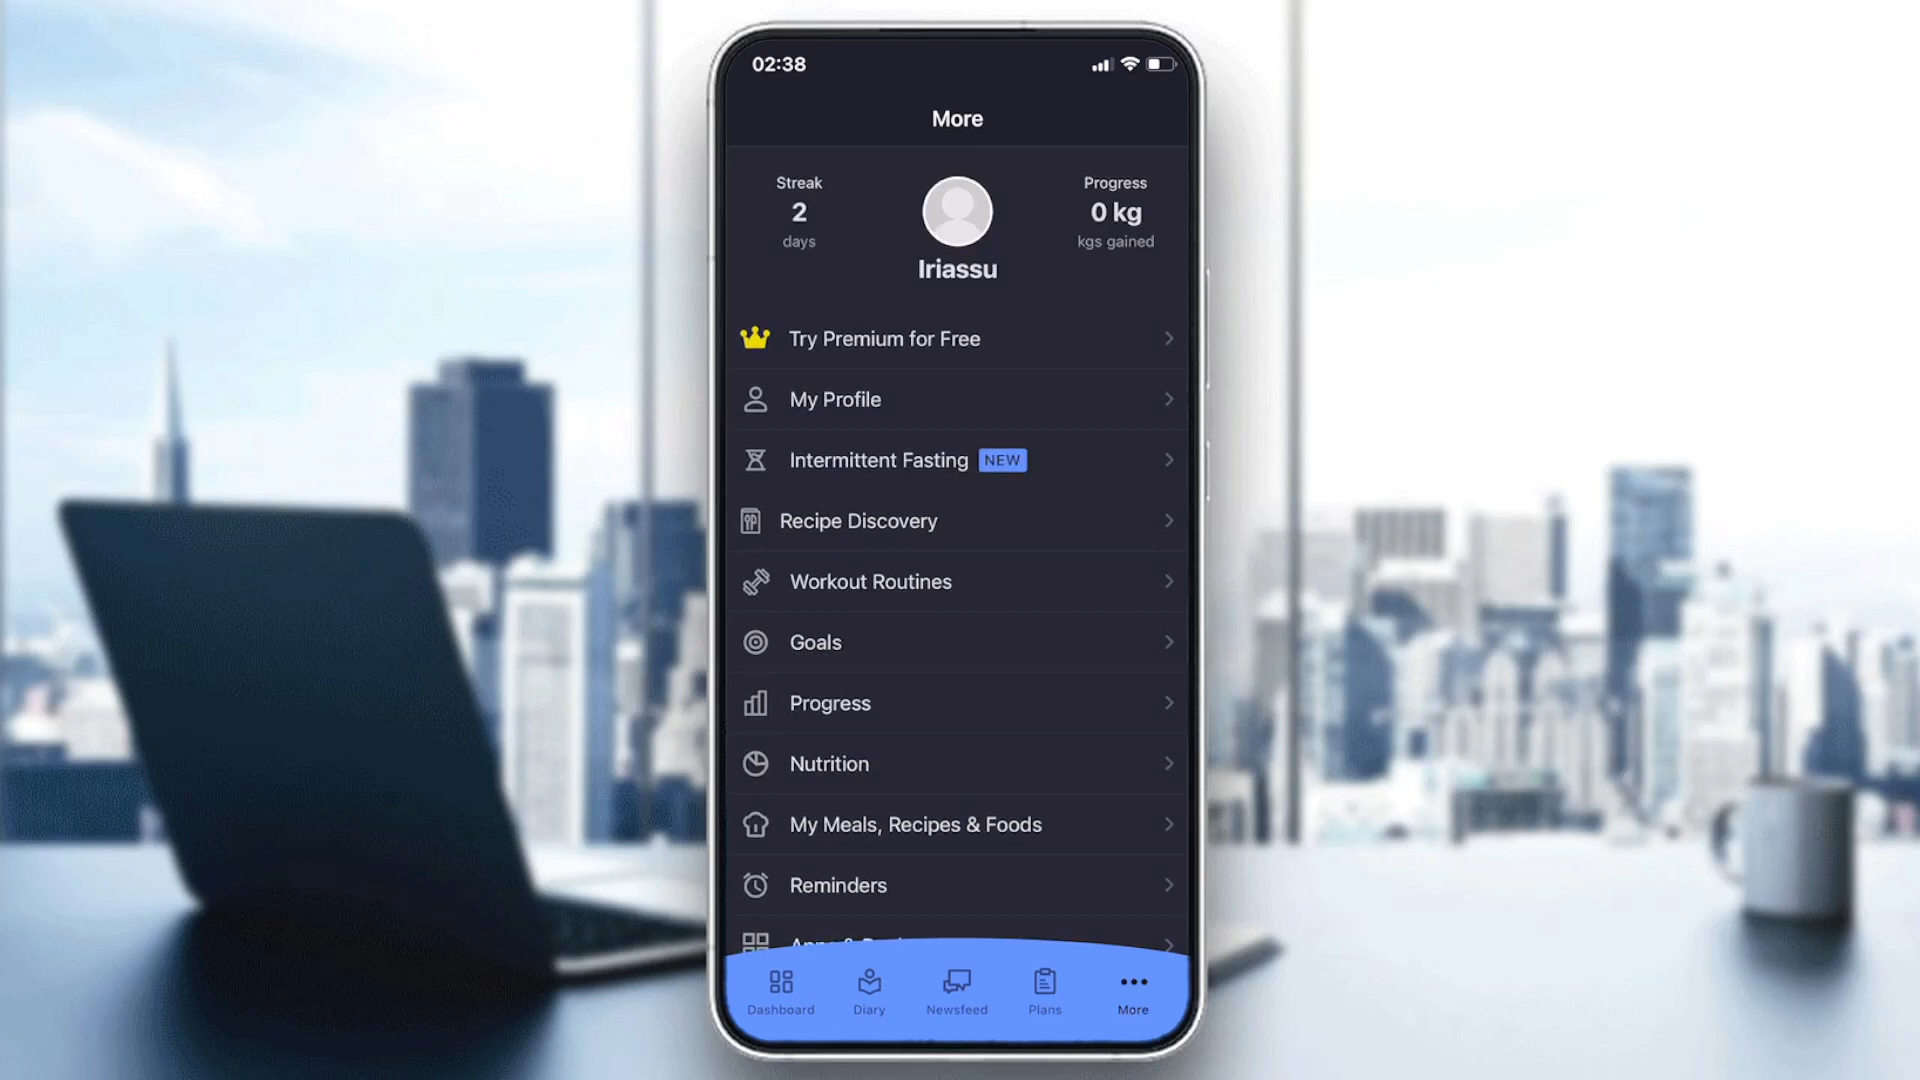 02:38
More
Streak
2
days
Iriassu
Progress
0 kg
kgs gained
Try Premium for Free
My Profile
Intermittent Fasting NEW
Recipe Discovery
Workout Routines
Goals
Progress
Nutrition
My Meals, Recipes & Foods
Reminders
Dashboard
Diary
Newsfeed
Plans
More